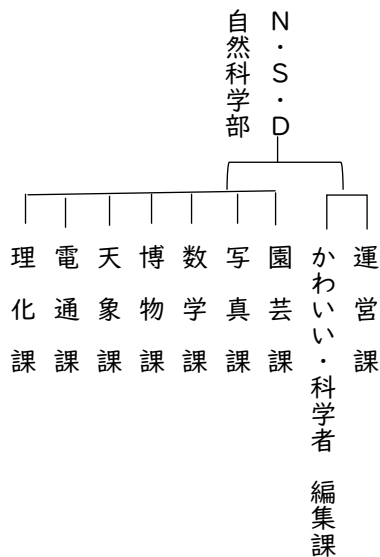 N・S・D
自然科学部
運営課
かわいい・科学者 編集課
園芸課
写真課
数学課
博物課
天象課
電通課
理化課